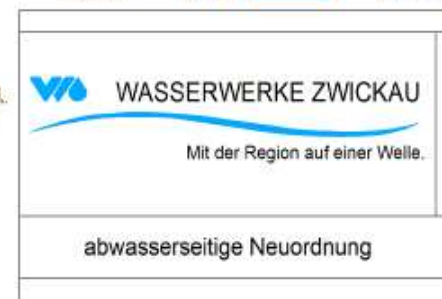 WASSERWERKE ZWICKAU
Mit der Region auf einer Welle.
abwasserseitige Neuordnung